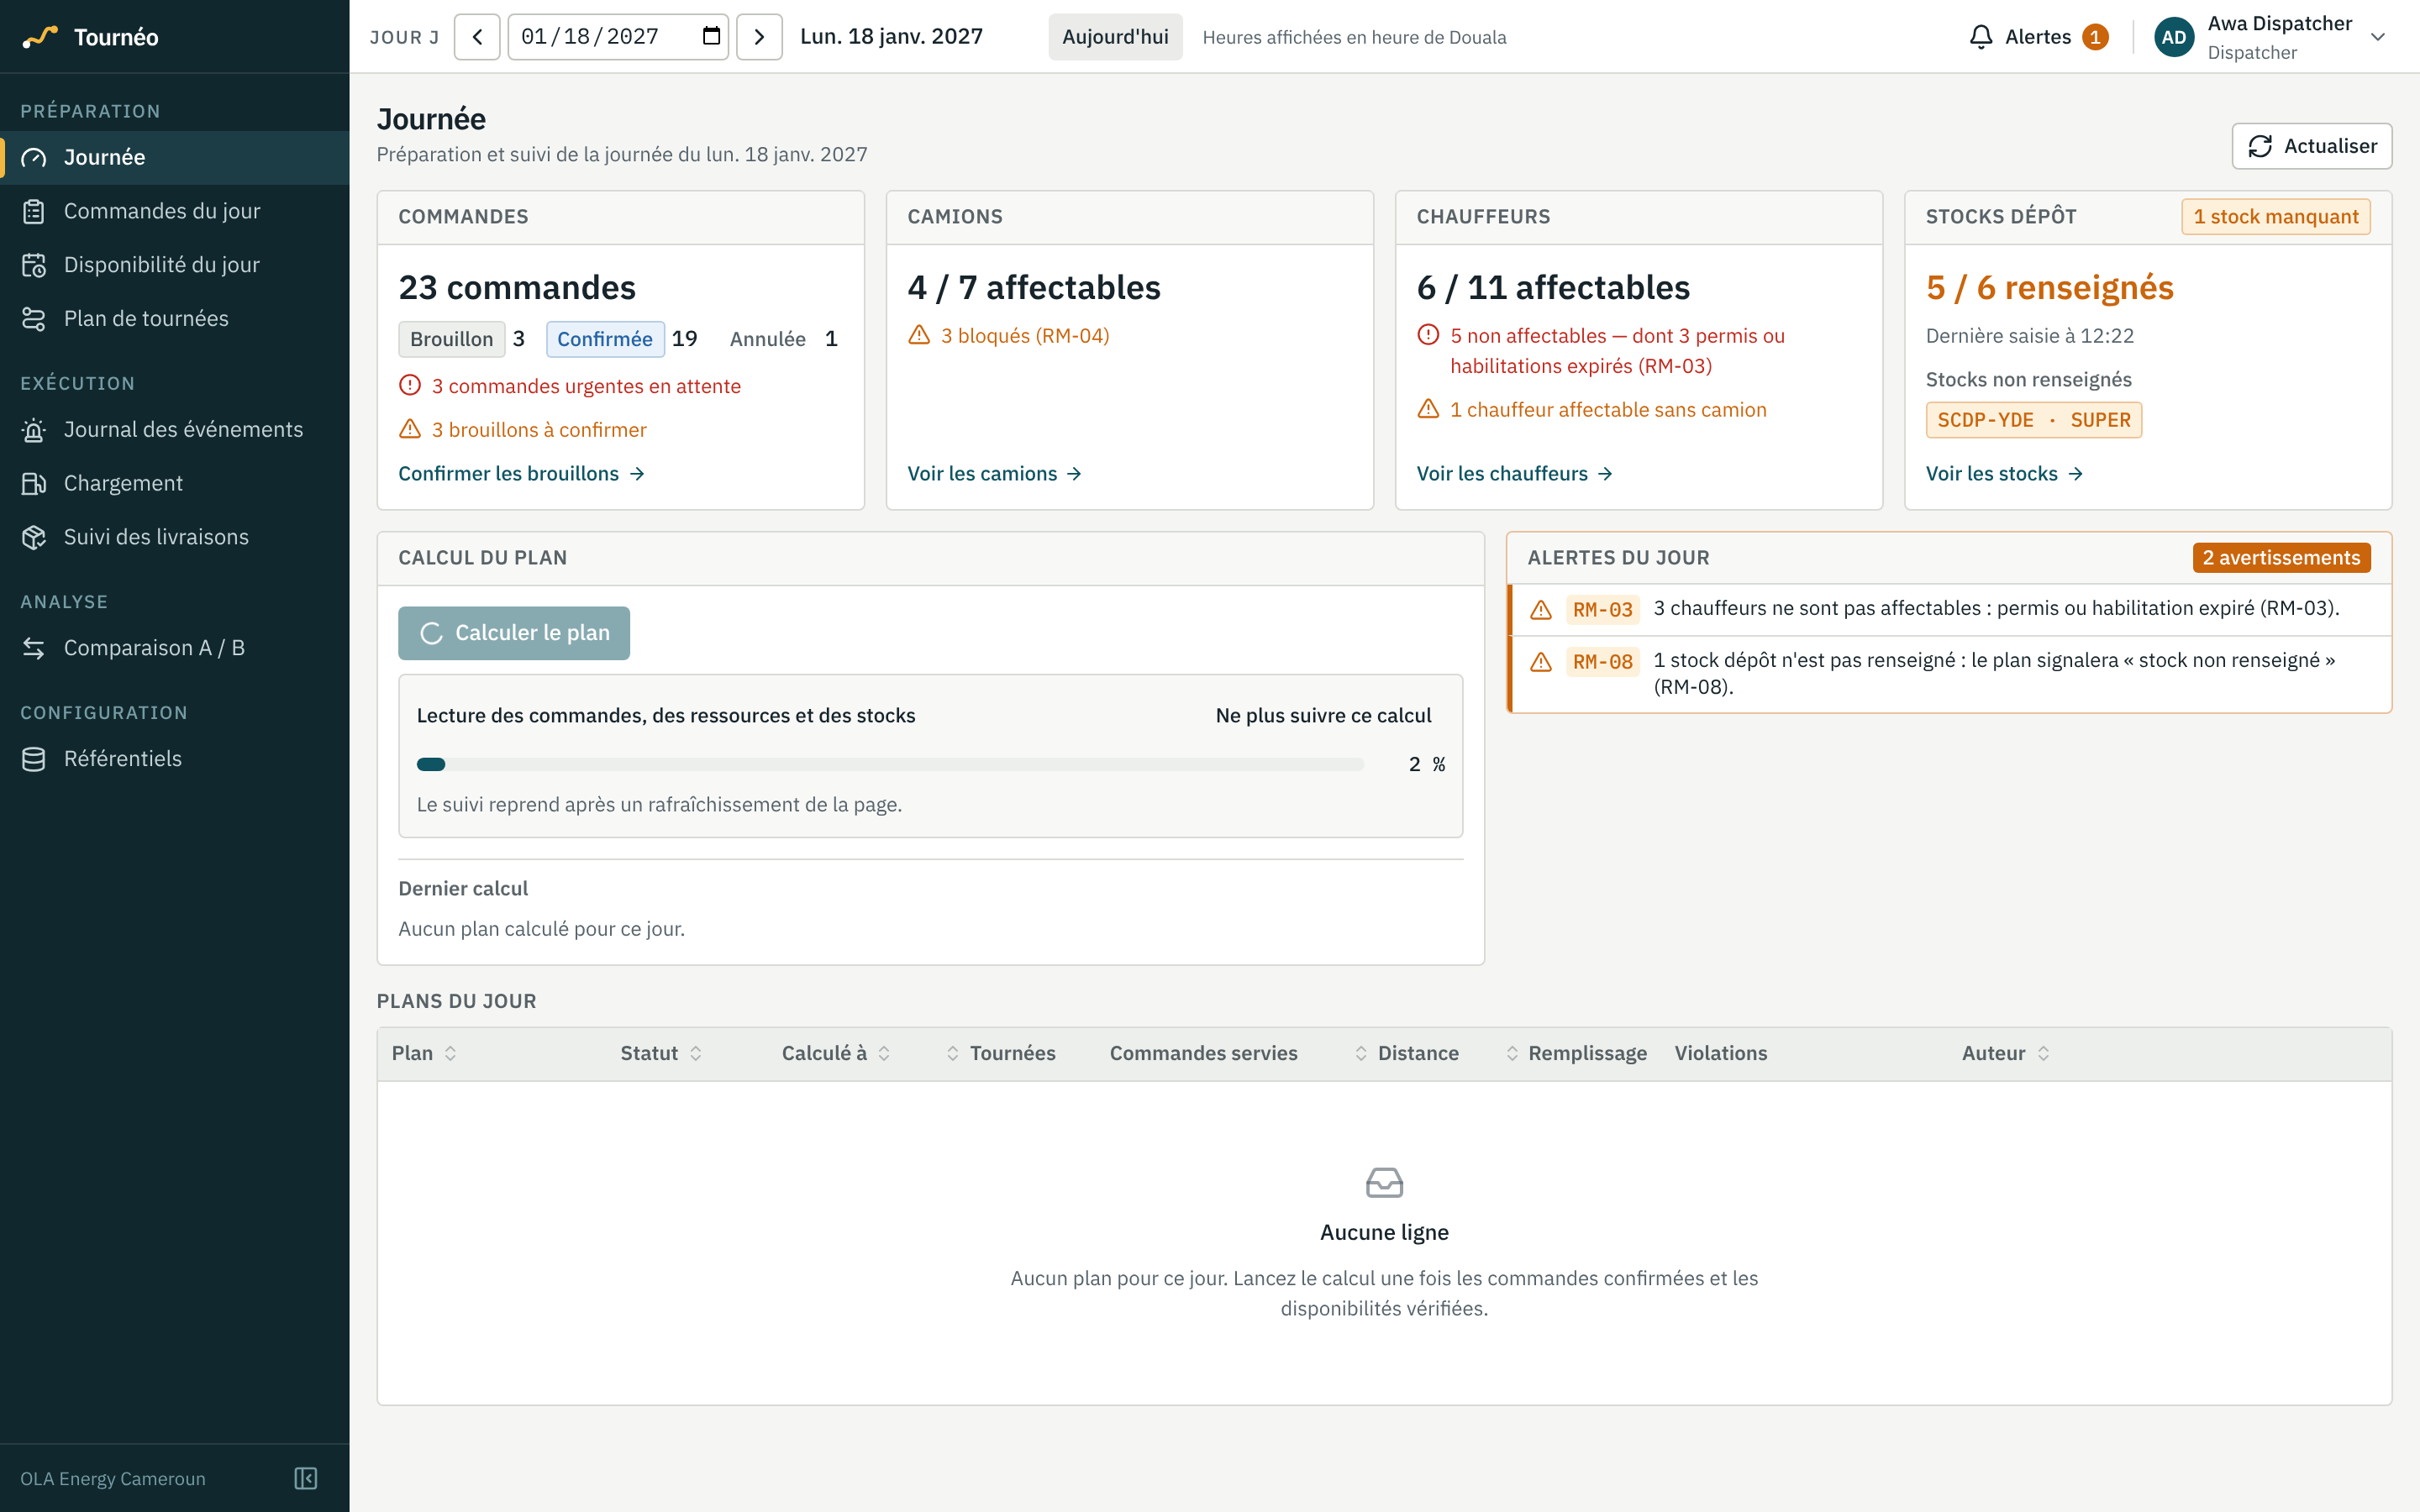 Tournéo
JOUR J
01/18/2027
Lun. 18 janv. 2027
Aujourd'hui
Heures affichées en heure de Douala
Alertes 1
AD
Awa Dispatcher
Dispatcher
PRÉPARATION
Journée
Commandes du jour
Disponibilité du jour
Plan de tournées
EXÉCUTION
Journal des événements
Chargement
Suivi des livraisons
ANALYSE
Comparaison A / B
CONFIGURATION
Référentiels
OLA Energy Cameroun
Journée
Préparation et suivi de la journée du lun. 18 janv. 2027
Actualiser
COMMANDES
23 commandes
Brouillon 3 Confirmée 19 Annulée 1
3 commandes urgentes en attente
3 brouillons à confirmer
Confirmer les brouillons →
CAMIONS
4 / 7 affectables
3 bloqués (RM-04)
Voir les camions →
CHAUFFEURS
6 / 11 affectables
5 non affectables — dont 3 permis ou
habilitations expirés (RM-03)
1 chauffeur affectable sans camion
Voir les chauffeurs →
STOCKS DÉPÔT
1 stock manquant
5 / 6 renseignés
Dernière saisie à 12:22
Stocks non renseignés
SCDP-YDE · SUPER
Voir les stocks →
CALCUL DU PLAN
Calculer le plan
Lecture des commandes, des ressources et des stocks
Ne plus suivre ce calcul
2 %
Le suivi reprend après un rafraîchissement de la page.
Dernier calcul
Aucun plan calculé pour ce jour.
ALERTES DU JOUR
2 avertissements
RM-03 3 chauffeurs ne sont pas affectables : permis ou habilitation expiré (RM-03).
RM-08 1 stock dépôt n'est pas renseigné : le plan signalera « stock non renseigné »
(RM-08).
PLANS DU JOUR
Plan Statut Calculé à Tournées Commandes servies Distance Remplissage Violations Auteur
Aucune ligne
Aucun plan pour ce jour. Lancez le calcul une fois les commandes confirmées et les
disponibilités vérifiées.